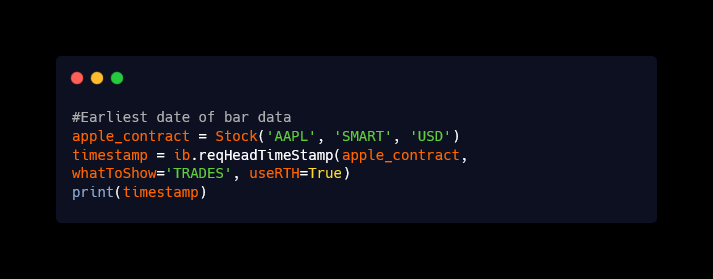 #Earliest date of bar data
apple_contract = Stock('AAPL', 'SMART', 'USD')
timestamp = ib.reqHeadTimeStamp(apple_contract,
whatToShow='TRADES', useRTH=True)
print(timestamp)